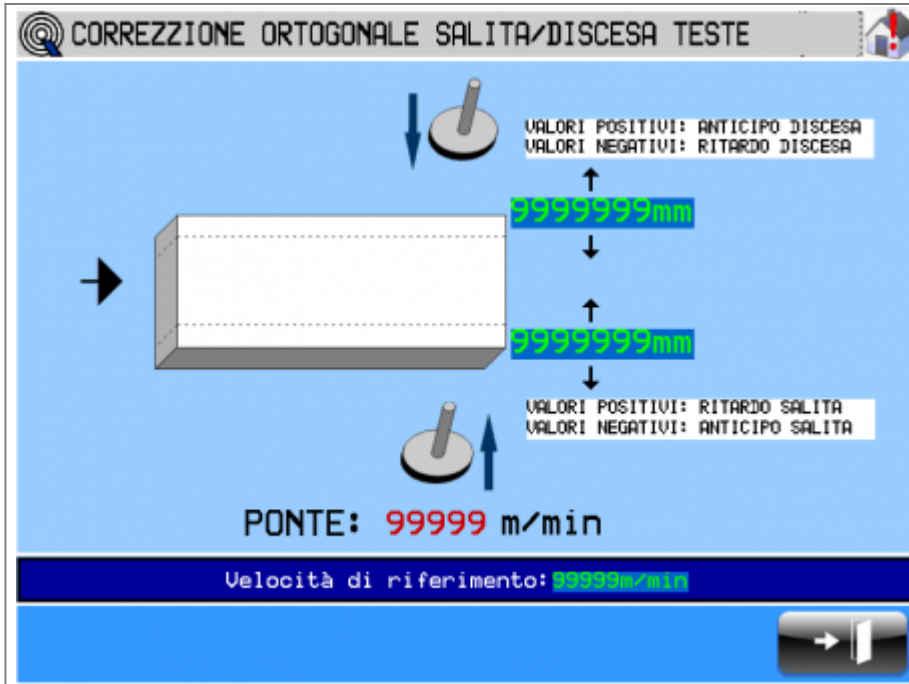 CORREZZIONE ORTOGONALE SALITA/DISCESA TESTE
VALORI POSITIVI: ANTICIPO DISCESA
VALORI NEGATIVI: RITARDO DISCESA
9999999mm
9999999mm
VALORI POSITIVI: RITARDO SALITA
VALORI NEGATIVI: ANTICIPO SALITA
PONTE: 99999 m/min
Velocità di riferimento: 99999m/min